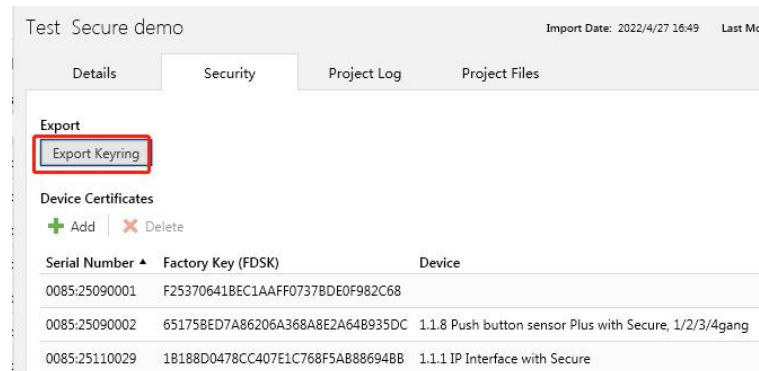 Test Secure demo Import Date: 2022/4/27 16:49 Last Mo
Details Security Project Log Project Files
Export
Export Keyring
Device Certificates
Add Delete
Serial Number Factory Key (FDSK) Device
0085:25090001 F25370641BEC1AAFF0737BDE0F982C68
0085:25090002 65175BED7A86206A368A8E2A64B935DC 1.1.8 Push button sensor Plus with Secure, 1/2/3/4gang
0085:25110029 1B188D0478CC407E1C768F5AB88694BB 1.1.1 IP Interface with Secure